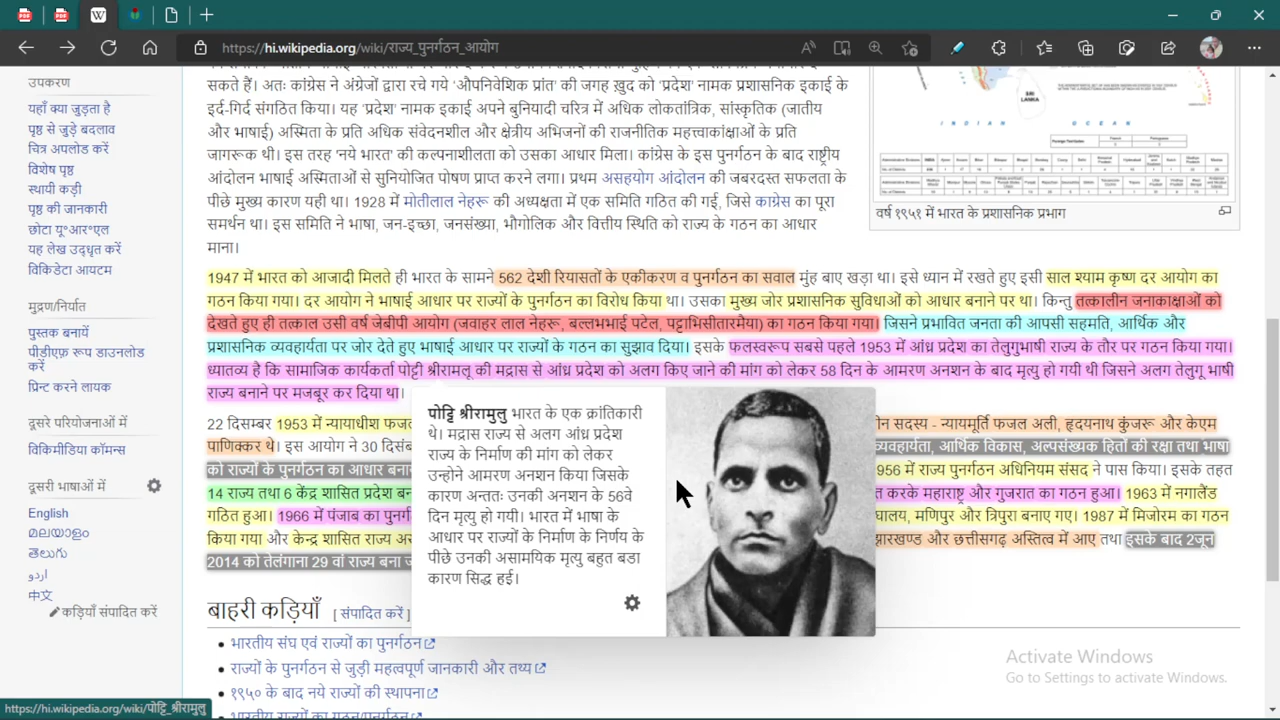 https://hi.wikipedia.org/wiki/राज्य_पुनर्गठन_आयोग
उपकरण
यहाँ क्या जुड़ता है
पृष्ठ से जुड़े बदलाव
चित्र अपलोड करें
विशेष पृष्ठ
स्थायी कड़ी
पृष्ठ की जानकारी
छोटा यू॰आर॰एल
यह लेख उद्धृत करें
विकिडेटा आयटम
मुद्रण/निर्यात
पुस्तक बनायें
पीडीएफ़ रूप डाउनलोड
करें
प्रिन्ट करने लायक
दूसरे परियोजनाओं में
विकिमीडिया कॉमन्स
दूसरी भाषाओं में
English
മലയാളം
తెలుగు
اردو
中文
कड़ियाँ संपादित करें
सकते हैं। अतः कांग्रेस ने अंग्रेजों द्वारा रचे गये 'औपनिवेशिक प्रांत' की जगह ख़ुद को 'प्रदेश' नामक प्रशासनिक इकाई के
इर्द-गिर्द संगठित किया। यह 'प्रदेश' नामक इकाई अपने बुनियादी चरित्र में अधिक लोकतांत्रिक, सांस्कृतिक (जातीय
और भाषाई) अस्मिता के प्रति अधिक संवेदनशील और क्षेत्रीय अभिजनों की राजनीतिक महत्त्वाकांक्षाओं के प्रति
जागरूक थी। इस तरह 'नये भारत' की कल्पनाशीलता को उसका आधार मिला। कांग्रेस के इस पुनर्गठन के बाद राष्ट्रीय
आंदोलन भाषाई अस्मिताओं से सुनियोजित पोषण प्राप्त करने लगा। प्रथम असहयोग आंदोलन की जबरदस्त सफलता के
पीछे मुख्य कारण यही था। 1928 में मोतीलाल नेहरू की अध्यक्षता में एक समिति गठित की गई, जिसे कांग्रेस का पूरा
समर्थन था। इस समिति ने भाषा, जन-इच्छा, जनसंख्या, भौगोलिक और वित्तीय स्थिति को राज्य के गठन का आधार
माना।
SRI
LANKA
INDIAN OCEAN
वर्ष १९५१ में भारत के प्रशासनिक प्रभाग
1947 में भारत को आजादी मिलते ही भारत के सामने 562 देशी रियासतों के एकीकरण व पुनर्गठन का सवाल मुंह बाए खड़ा था। इसे ध्यान में रखते हुए इसी साल श्याम कृष्ण दर आयोग का
गठन किया गया। दर आयोग ने भाषाई आधार पर राज्यों के पुनर्गठन का विरोध किया था। उसका मुख्य जोर प्रशासनिक सुविधाओं को आधार बनाने पर था। किन्तु तत्कालीन जनाकाक्षाओं को
देखते हुए ही तत्काल उसी वर्ष जेबीपी आयोग (जवाहर लाल नेहरू, बल्लभभाई पटेल, पट्टाभिसीतारमैया) का गठन किया गया। जिसने प्रभावित जनता की आपसी सहमति, आर्थिक और
प्रशासनिक व्यवहार्यता पर जोर देते हुए भाषाई आधार पर राज्यों के गठन का सुझाव दिया। इसके फलस्वरूप सबसे पहले 1953 में आंध्र प्रदेश का तेलुगुभाषी राज्य के तौर पर गठन किया गया।
ध्यातव्य है कि सामाजिक कार्यकर्ता पोट्टि श्रीरामलू की मद्रास से आंध्र प्रदेश को अलग किए जाने की मांग को लेकर 58 दिन के आमरण अनशन के बाद मृत्यु हो गयी थी जिसने अलग तेलुगू भाषी
राज्य बनाने पर मजबूर कर दिया था।
22 दिसम्बर 1953 में न्यायाधीश फजल
न सदस्य - न्यायमूर्ति फजल अली, हृदयनाथ कुंजरू और केएम
पाणिक्कर थे। इस आयोग ने 30 दिसंब
व्यवहार्यता, आर्थिक विकास, अल्पसंख्यक हितों की रक्षा तथा भाषा
को राज्यों के पुनर्गठन का आधार बना
956 में राज्य पुनर्गठन अधिनियम संसद ने पास किया। इसके तहत
14 राज्य तथा 6 केंद्र शासित प्रदेश बन
त करके महाराष्ट्र और गुजरात का गठन हुआ। 1963 में नगालैंड
गठित हुआ। 1966 में पंजाब का पुनर्ग
ालय, मणिपुर और त्रिपुरा बनाए गए। 1987 में मिजोरम का गठन
किया गया और केन्द्र शासित राज्य अरु
झारखण्ड और छत्तीसगढ़ अस्तित्व में आए तथा इसके बाद 2जून
2014 को तेलंगाना 29 वां राज्य बना
पोट्टि श्रीरामुलु भारत के एक क्रांतिकारी
थे। मद्रास राज्य से अलग आंध्र प्रदेश
राज्य के निर्माण की मांग को लेकर
उन्होने आमरण अनशन किया जिसके
कारण अन्ततः उनकी अनशन के 56वे
दिन मृत्यु हो गयी। भारत में भाषा के
आधार पर राज्यों के निर्माण के निर्णय के
पीछे उनकी असामयिक मृत्यु बहुत बडा
कारण सिद्ध हई।
बाहरी कड़ियाँ [ संपादित करें ]
भारतीय संघ एवं राज्यों का पुनर्गठन
राज्यों के पुनर्गठन से जुड़ी महत्वपूर्ण जानकारी और तथ्य
१९५० के बाद नये राज्यों की स्थापना
भारतीय राज्यों का गठन/पुनर्गठन
Activate Windows
Go to Settings to activate Windows.
https://hi.wikipedia.org/wiki/पोट्टि_श्रीरामुलु